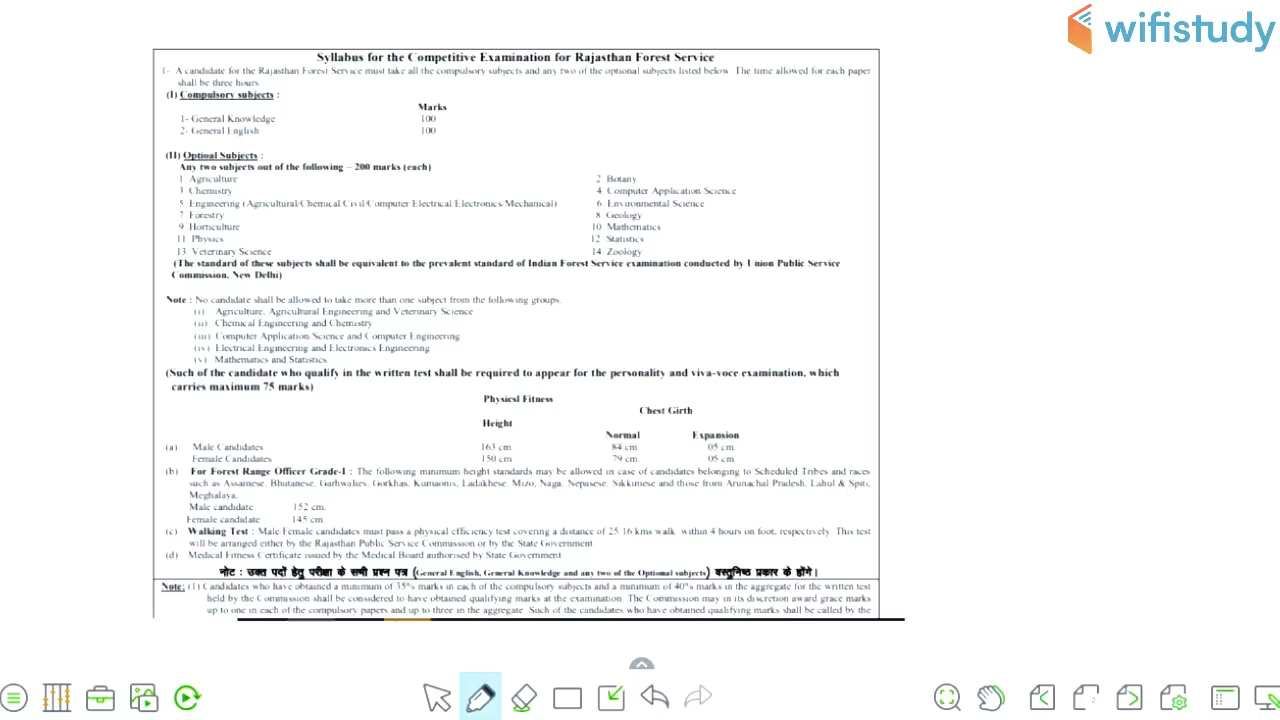 wifistudy
Syllabus for the Competitive Examination for Rajasthan Forest Service
1- A candidate for the Rajasthan Forest Service must take all the compulsory subjects and any two of the optional subjects listed below. The time allowed for each paper
shall be three hours
(I) Compulsory subjects :
Marks
1- General Knowledge 100
2- General English 100
(II) Optioal Subjects :
Any two subjects out of the following – 200 marks (each)
1 Agriculture 2 Botany
3 Chemistry 4 Computer Application Science
5 Engineering (Agricultural/Chemical/Civil/Computer Electrical/Electronics Mechanical) 6 Environmental Science
7 Forestry 8 Geology
9 Horticulture 10 Mathematics
11 Physics 12 Statistics
13 Veterinary Science 14 Zoology
(The standard of these subjects shall be equivalent to the prevalent standard of Indian Forest Service examination conducted by Union Public Service
Commission, New Delhi)
Note : No candidate shall be allowed to take more than one subject from the following groups.
(i) Agriculture, Agricultural Engineering and Veterinary Science
(ii) Chemical Engineering and Chemistry
(iii) Computer Application Science and Computer Engineering
(iv) Electrical Engineering and Electronics Engineering
(v) Mathematics and Statistics
(Such of the candidate who qualify in the written test shall be required to appear for the personality and viva-voce examination, which
carries maximum 75 marks)
Physicsl Fitness
Chest Girth
Height
Normal Expansion
(a) Male Candidates 163 cm. 84 cm. 05 cm.
Female Candidates 150 cm. 79 cm. 05 cm.
(b) For Forest Range Officer Grade-I : The following minimum height standards may be allowed in case of candidates belonging to Scheduled Tribes and races
such as Assamese, Bhutanese, Garhwalies, Gorkhas, Kumaonis, Ladakhese, Mizo, Naga, Nepasese, Sikkimese and those from Arunachal Pradesh, Lahul & Spiti,
Meghalaya.
Male candidate 152 cm.
Female candidate 145 cm
(c) Walking Test : Male Female candidates must pass a physical efficiency test covering a distance of 25 16 kms walk within 4 hours on foot, respectively. This test
will be arranged either by the Rajasthan Public Service Commission or by the State Government
(d) Medical Fitness Certificate issued by the Medical Board authorised by State Government
नोट : उक्त पदों हेतु परीक्षा के सभी प्रश्न पत्र (General English, General Knowledge and any two of the Optional subjects) वस्तुनिष्ठ प्रकार के होंगे।
Note: (1) Candidates who have obtained a minimum of 35% marks in each of the compulsory subjects and a minimum of 40% marks in the aggregate for the written test
held by the Commission shall be considered to have obtained qualifying marks at the examination. The Commission may in its discretion award grace marks
up to one in each of the compulsory papers and up to three in the aggregate. Such of the candidates who have obtained qualifying marks shall be called by the